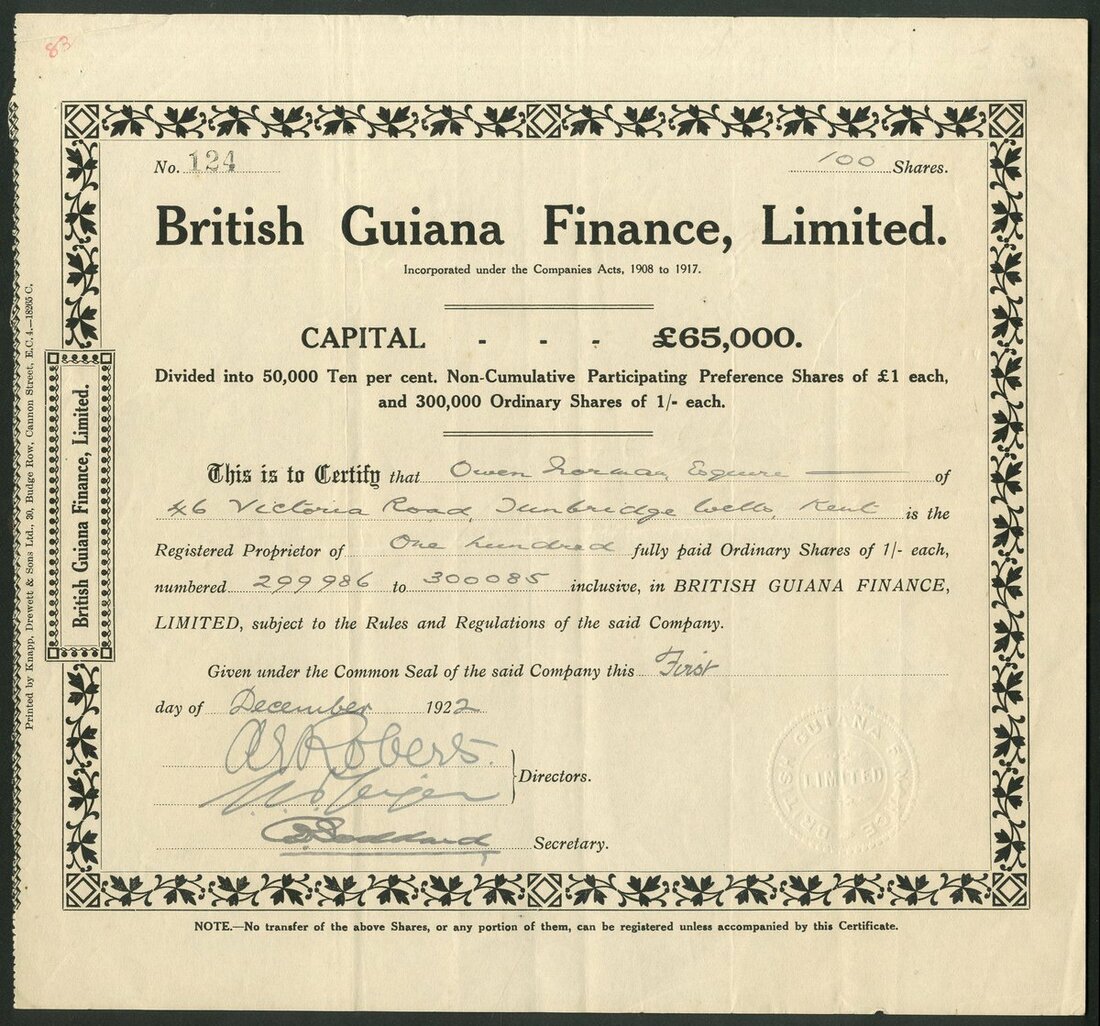 83
No. 124
100 Shares.
British Guiana Finance, Limited.
Incorporated under the Companies Acts, 1908 to 1917.
CAPITAL - - - £65,000.
Divided into 50,000 Ten per cent. Non-Cumulative Participating Preference Shares of £1 each,
and 300,000 Ordinary Shares of 1/- each.
This is to Certify that Owen Norman, Esquire of
46 Victoria Road, Tunbridge Wells, Kent is the
Registered Proprietor of One hundred fully paid Ordinary Shares of 1/- each,
numbered 299986 to 300085 inclusive, in BRITISH GUIANA FINANCE,
LIMITED, subject to the Rules and Regulations of the said Company.
Given under the Common Seal of the said Company this First
day of December 1922
Roberts
Directors.
Secretary.
BRITISH GUIANA FINANCE
LIMITED
NOTE.—No transfer of the above Shares, or any portion of them, can be registered unless accompanied by this Certificate.
British Guiana Finance, Limited.
Printed by Knapp, Drewett & Sons Ltd., 30, Budge Row, Cannon Street, E.C.4.—18265 C.